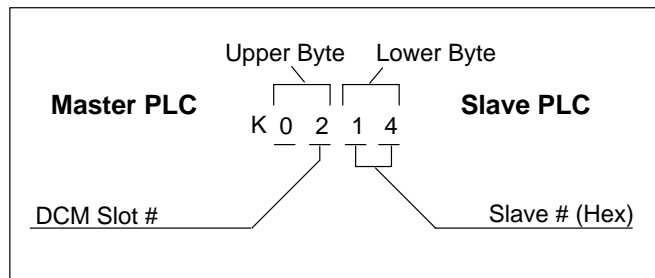 Upper Byte Lower Byte
Master PLC Slave PLC
K 0 2 1 4
DCM Slot # Slave # (Hex)